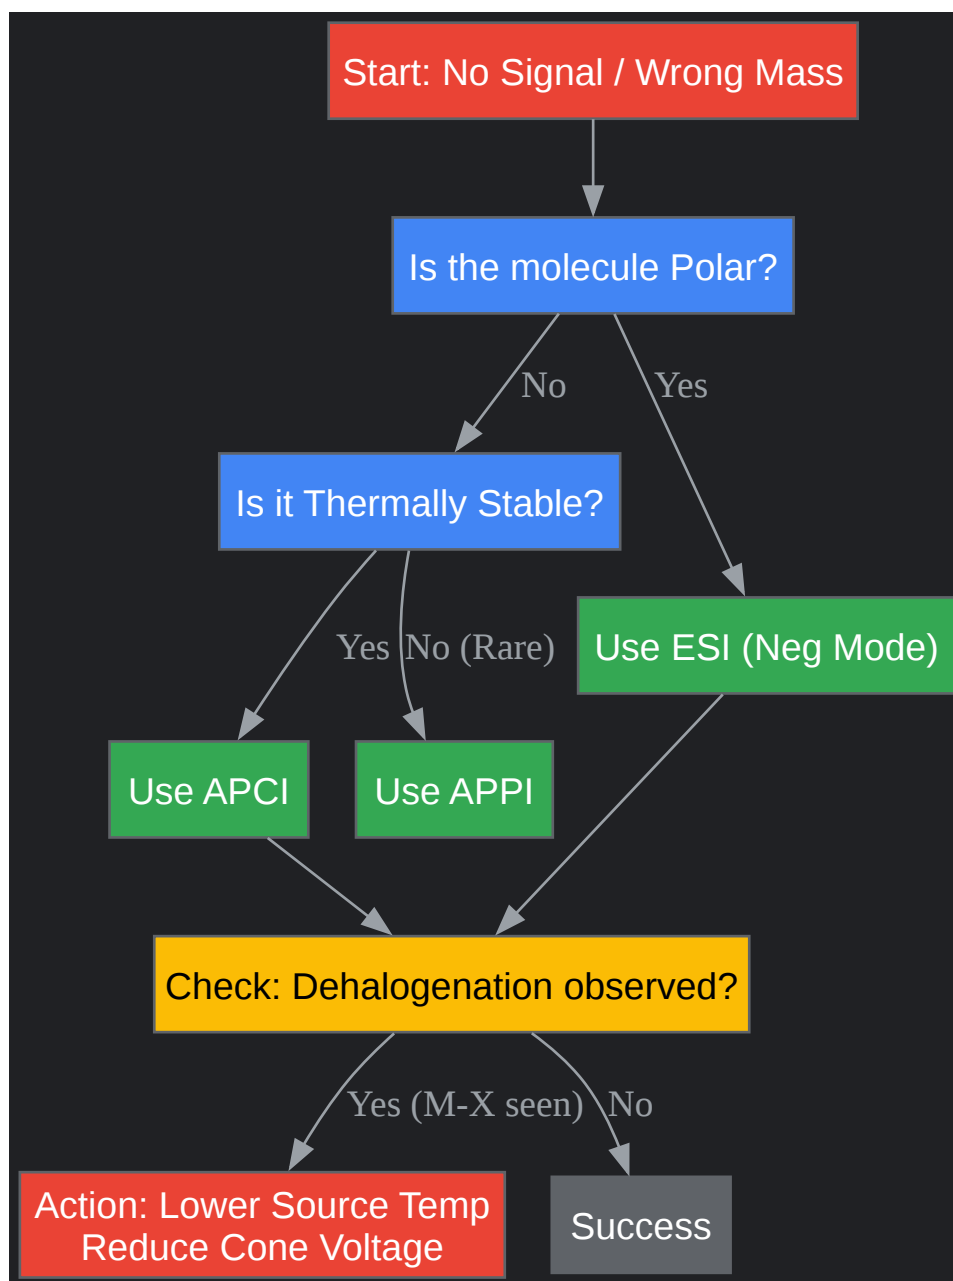 Start: No Signal / Wrong Mass
Is the molecule Polar?
No
Yes
Is it Thermally Stable?
Yes
No (Rare)
Use ESI (Neg Mode)
Use APCI
Use APPI
Check: Dehalogenation observed?
Yes (M-X seen)
No
Action: Lower Source Temp
Reduce Cone Voltage
Success